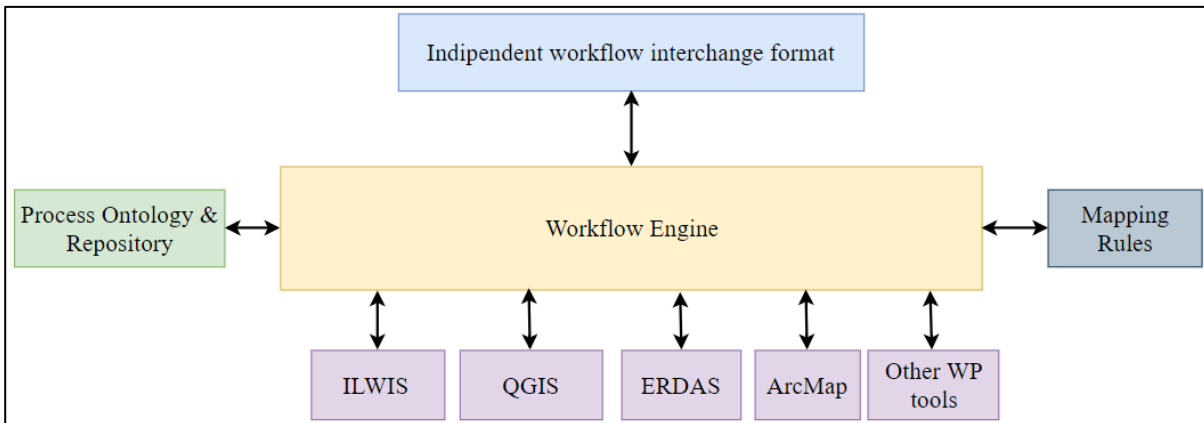 Indipendent workflow interchange format
Process Ontology &
Repository
Workflow Engine
Mapping
Rules
ILWIS
QGIS
ERDAS
ArcMap
Other WP
tools